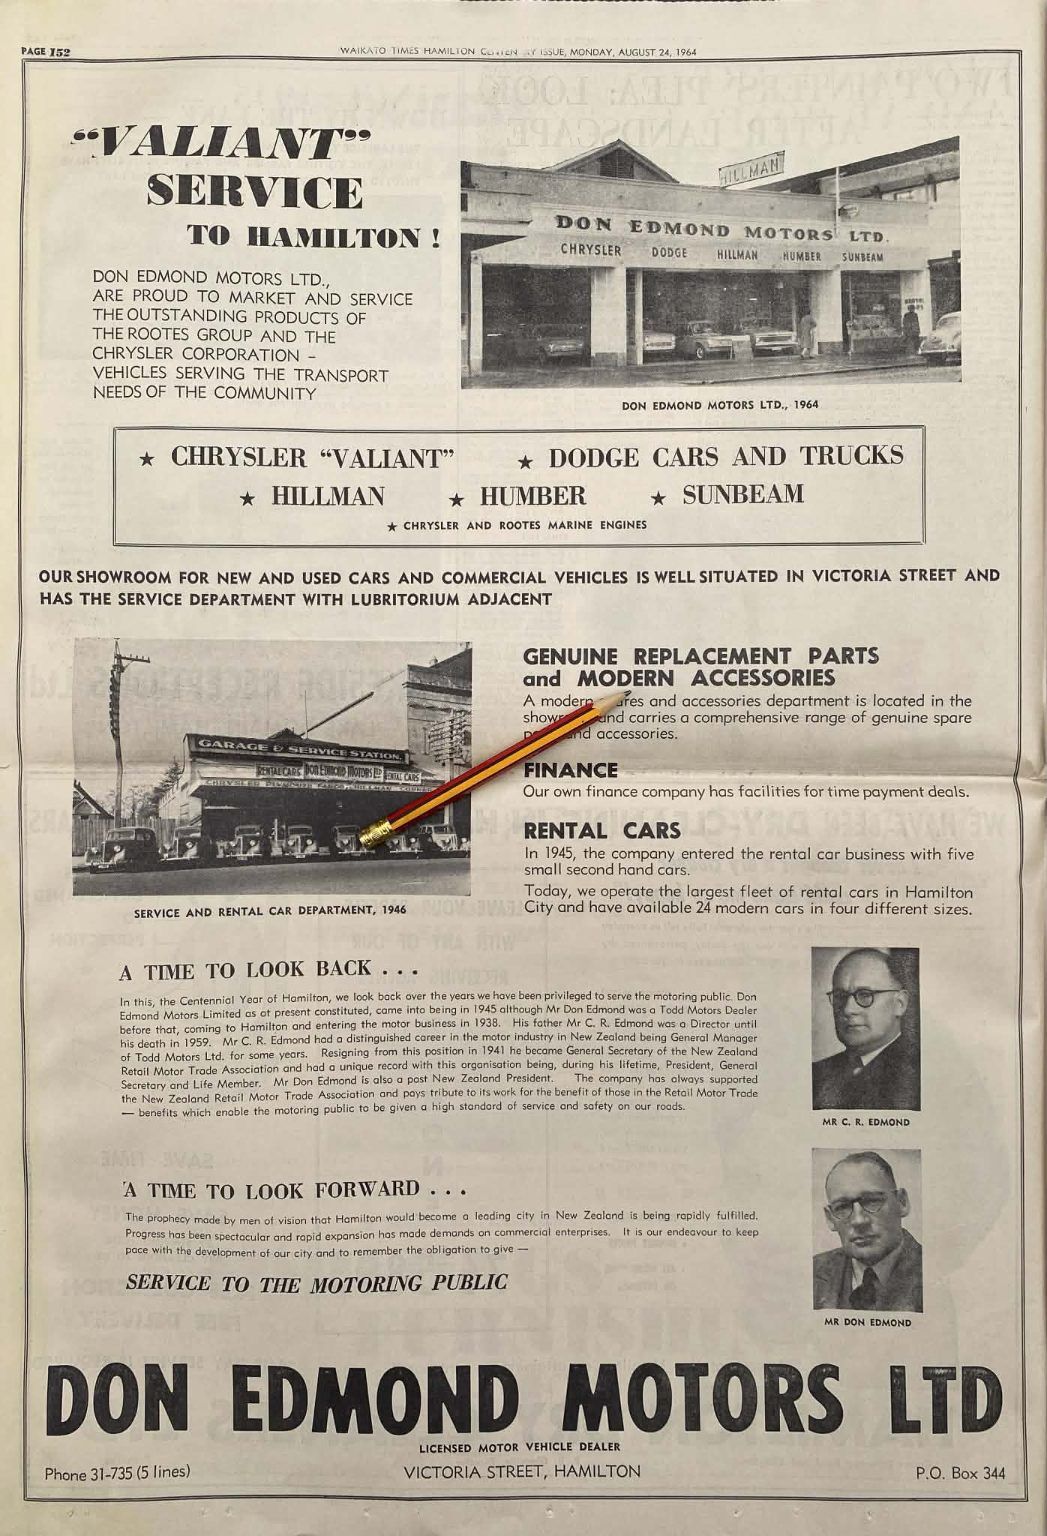 PAGE 152
WAIKATO TIMES HAMILTON ISSUE, MONDAY, AUGUST 24, 1964
"VALIANT"
SERVICE
TO HAMILTON !
DON EDMOND MOTORS LTD.,
ARE PROUD TO MARKET AND SERVICE
THE OUTSTANDING PRODUCTS OF
THE ROOTES GROUP AND THE
CHRYSLER CORPORATION –
VEHICLES SERVING THE TRANSPORT
NEEDS OF THE COMMUNITY
HILLMAN
DON EDMOND MOTORS LTD.
CHRYSLER DODGE HILLMAN HUMBER SUNBEAM
DON EDMOND MOTORS LTD., 1964
★ CHRYSLER "VALIANT" ★ DODGE CARS AND TRUCKS
★ HILLMAN ★ HUMBER ★ SUNBEAM
★ CHRYSLER AND ROOTES MARINE ENGINES
OUR SHOWROOM FOR NEW AND USED CARS AND COMMERCIAL VEHICLES IS WELL SITUATED IN VICTORIA STREET AND
HAS THE SERVICE DEPARTMENT WITH LUBRITORIUM ADJACENT
GARAGE & SERVICE STATION.
RENTAL CARS DON EDMOND MOTORS LTD RENTAL CARS
SERVICE AND RENTAL CAR DEPARTMENT, 1946
GENUINE REPLACEMENT PARTS
and MODERN ACCESSORIES
A modern and accessories department is located in the
and carries a comprehensive range of genuine spare
accessories.
FINANCE
Our own finance company has facilities for time payment deals.
RENTAL CARS
In 1945, the company entered the rental car business with five
small second hand cars.
Today, we operate the largest fleet of rental cars in Hamilton
City and have available 24 modern cars in four different sizes.
A TIME TO LOOK BACK . . .
In this, the Centennial Year of Hamilton, we look back over the years we have been privileged to serve the motoring public. Don
Edmond Motors Limited as at present constituted, came into being in 1945 although Mr Don Edmond was a Todd Motors Dealer
before that, coming to Hamilton and entering the motor business in 1938. His father Mr C. R. Edmond was a Director until
his death in 1959. Mr C. R. Edmond had a distinguished career in the motor industry in New Zealand being General Manager
of Todd Motors Ltd. for some years. Resigning from this position in 1941 he became General Secretary of the New Zealand
Retail Motor Trade Association and had a unique record with this organisation being, during his lifetime, President, General
Secretary and Life Member. Mr Don Edmond is also a past New Zealand President. The company has always supported
the New Zealand Retail Motor Trade Association and pays tribute to its work for the benefit of those in the Retail Motor Trade
— benefits which enable the motoring public to be given a high standard of service and safety on our roads.
MR C. R. EDMOND
A TIME TO LOOK FORWARD . . .
The prophecy made by men of vision that Hamilton would become a leading city in New Zealand is being rapidly fulfilled.
Progress has been spectacular and rapid expansion has made demands on commercial enterprises. It is our endeavour to keep
pace with the development of our city and to remember the obligation to give —
SERVICE TO THE MOTORING PUBLIC
MR DON EDMOND
DON EDMOND MOTORS LTD
LICENSED MOTOR VEHICLE DEALER
Phone 31-735 (5 lines) VICTORIA STREET, HAMILTON P.O. Box 344